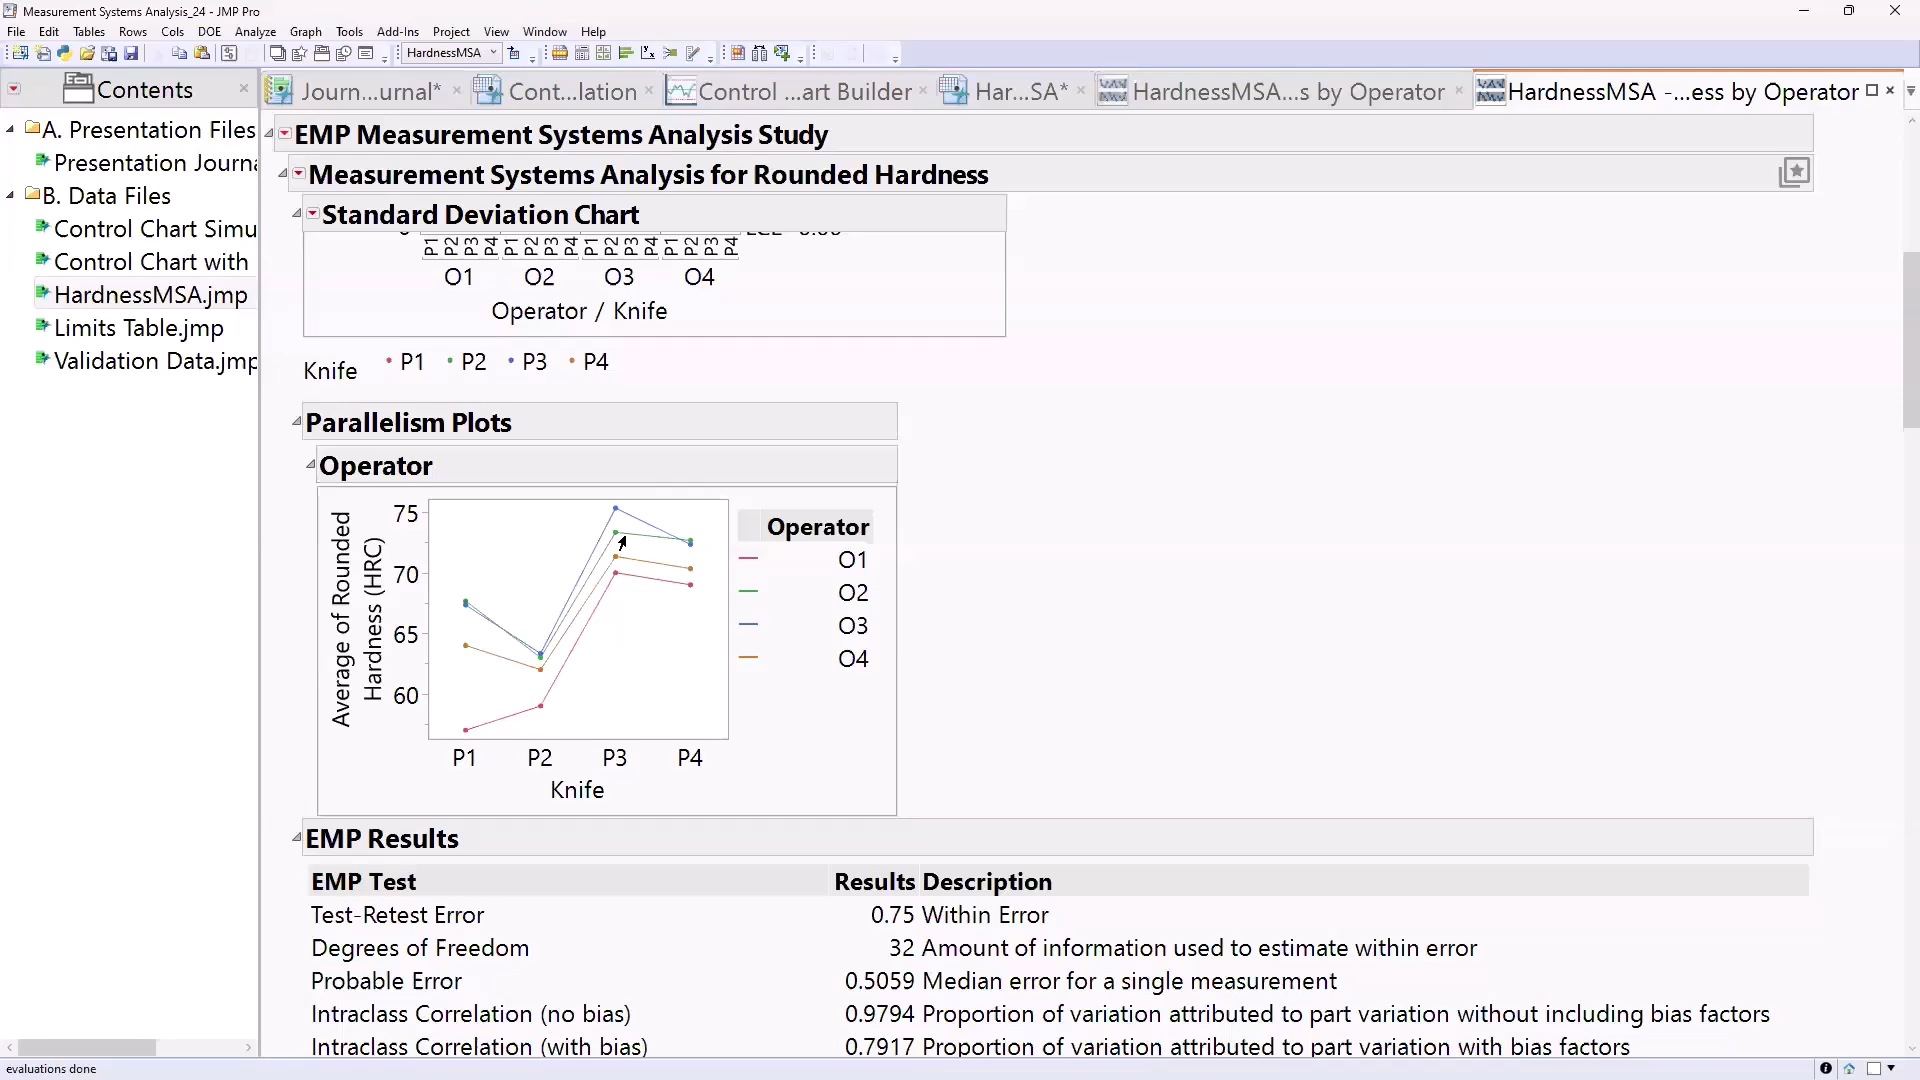 Measurement Systems Analysis_24 - JMP Pro
File Edit Tables Rows Cols DOE Analyze Graph Tools Add-Ins Project View Window Help
HardnessMSA
Contents
Journ...urnal* Cont...lation Control ...art Builder Har...SA* HardnessMSA...s by Operator HardnessMSA -...ess by Operator
A. Presentation Files
Presentation Journa
B. Data Files
Control Chart Simu
Control Chart with
HardnessMSA.jmp
Limits Table.jmp
Validation Data.jmp
EMP Measurement Systems Analysis Study
Measurement Systems Analysis for Rounded Hardness
Standard Deviation Chart
P1 P2 P3 P4 P1 P2 P3 P4 P1 P2 P3 P4 P1 P2 P3 P4
O1 O2 O3 O4
Operator / Knife
Knife P1 P2 P3 P4
Parallelism Plots
Operator
Average of Rounded
Hardness (HRC)
75
70
65
60
P1 P2 P3 P4
Knife
Operator
O1
O2
O3
O4
EMP Results
EMP Test Results Description
Test-Retest Error 0.75 Within Error
Degrees of Freedom 32 Amount of information used to estimate within error
Probable Error 0.5059 Median error for a single measurement
Intraclass Correlation (no bias) 0.9794 Proportion of variation attributed to part variation without including bias factors
Intraclass Correlation (with bias) 0.7917 Proportion of variation attributed to part variation with bias factors
evaluations done